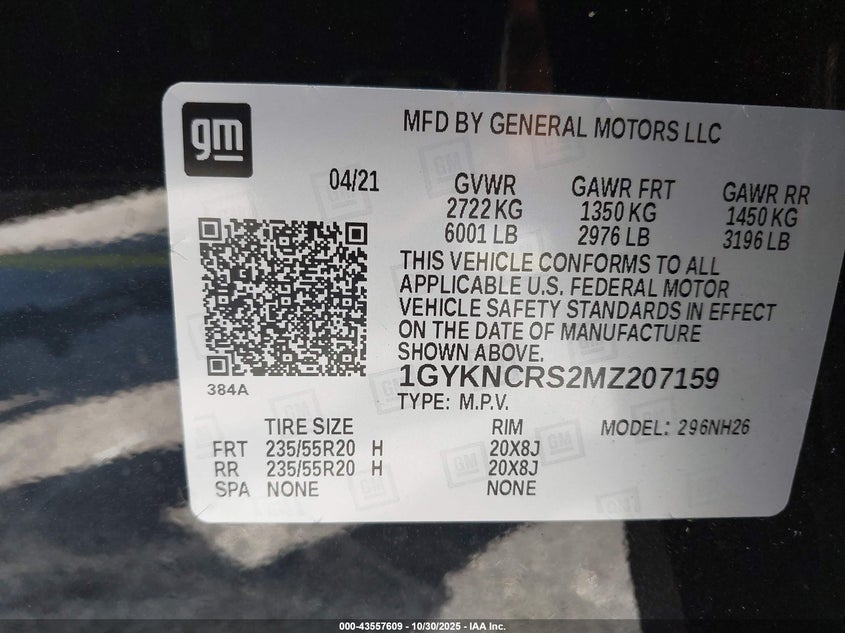 gm
MFD BY GENERAL MOTORS LLC
04/21
GVWR GAWR FRT GAWR RR
2722 KG 1350 KG 1450 KG
6001 LB 2976 LB 3196 LB
THIS VEHICLE CONFORMS TO ALL
APPLICABLE U.S. FEDERAL MOTOR
VEHICLE SAFETY STANDARDS IN EFFECT
ON THE DATE OF MANUFACTURE
SHOWN ABOVE.
384A
1GYKNCRS2MZ207159
TYPE: M.P.V.
TIRE SIZE RIM MODEL: 296NH26
FRT 235/55R20 H 20X8J
RR 235/55R20 H 20X8J
SPA NONE NONE
000-43557609 - 10/30/2025 - IAA Inc.